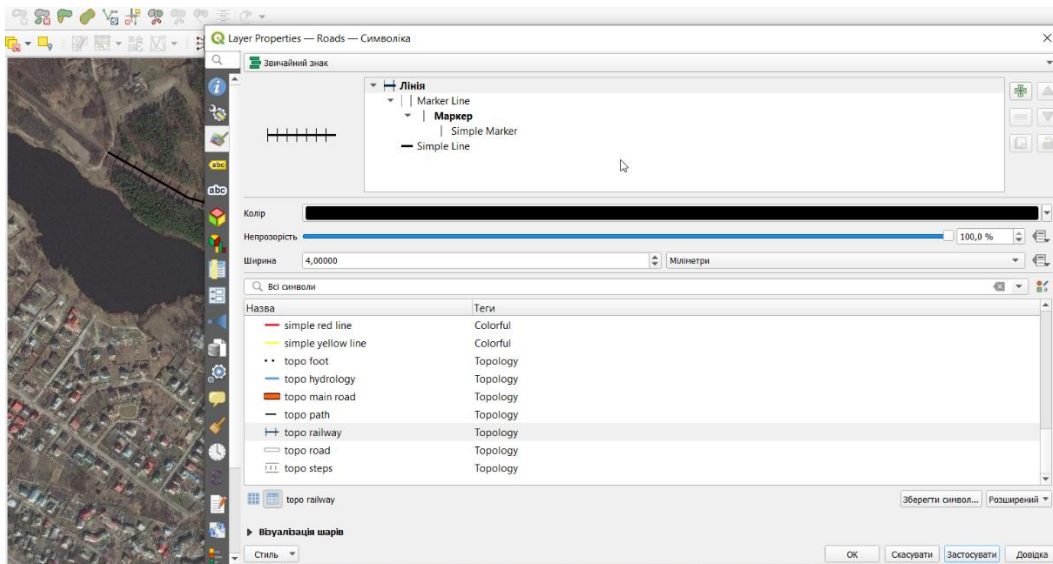 Layer Properties — Roads — Символіка
Звичайний знак
Лінія
Marker Line
Маркер
Simple Marker
Simple Line
abc
abc
Колір
Непрозорість 100,0 %
Ширина 4,00000 Міліметри
Всі символи
Назва Теги
simple red line Colorful
simple yellow line Colorful
topo foot Topology
topo hydrology Topology
topo main road Topology
topo path Topology
topo railway Topology
topo road Topology
topo steps Topology
topo railway Зберегти символ... Розширений
Візуалізація шарів
Стиль ОК Скасувати Застосувати Довідка